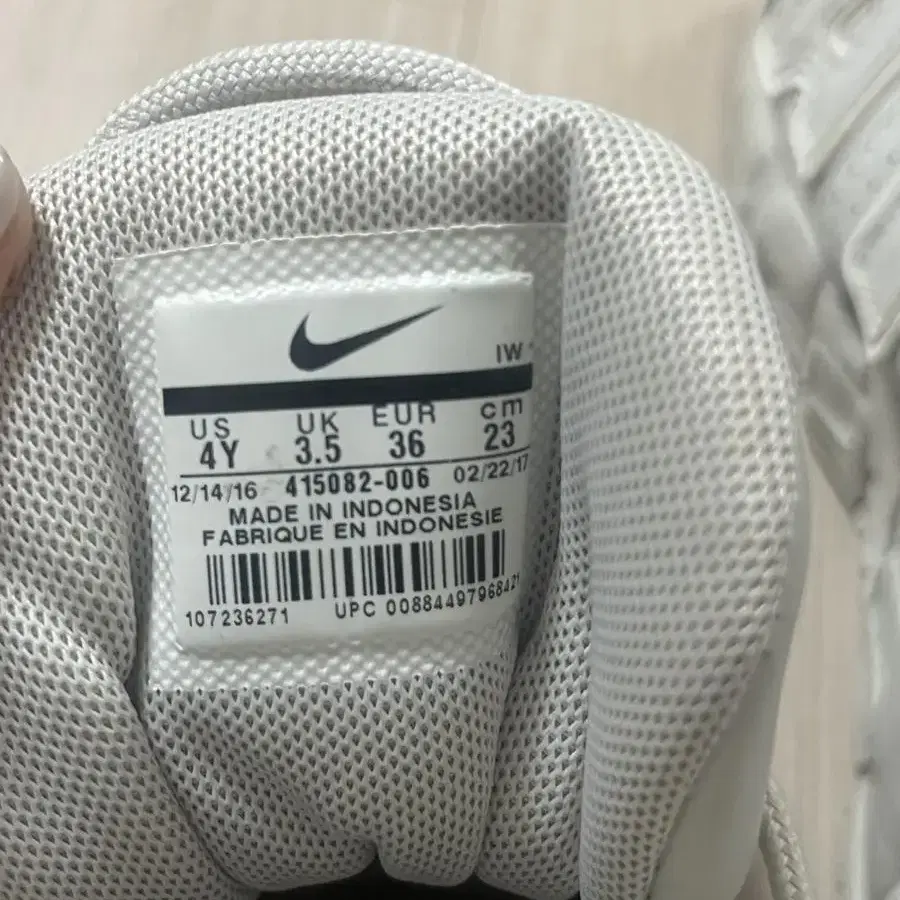 IW
US UK EUR cm
4Y 3.5 36 23
12/14/16 415082-006 02/22/17
MADE IN INDONESIA
FABRIQUE EN INDONESIE
107236271 UPC 00884497968421